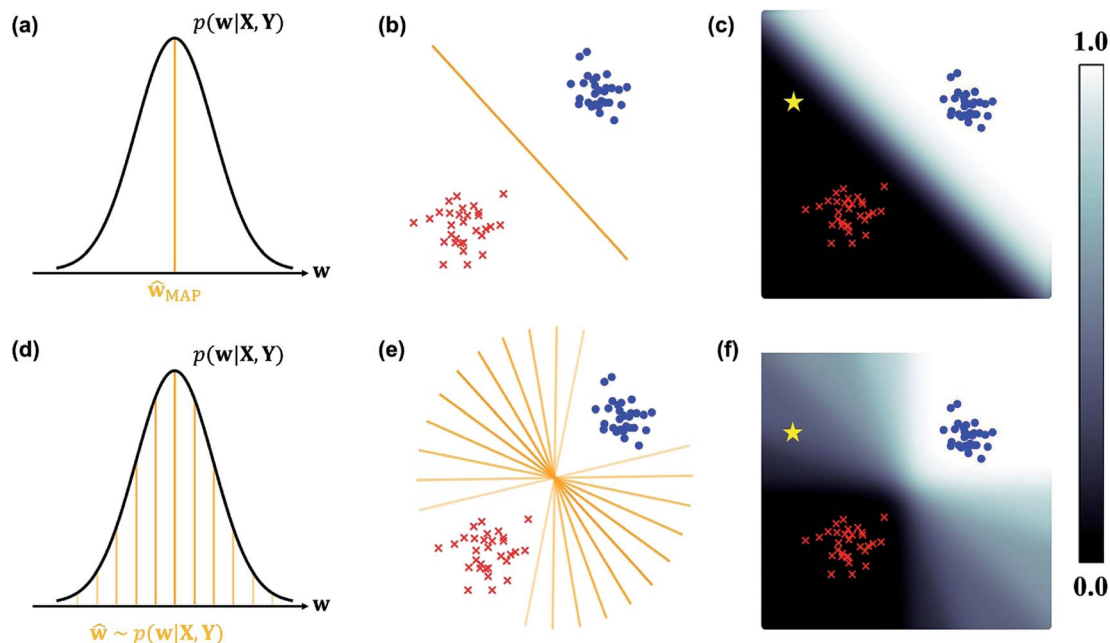 (a)
p(w|X, Y)
(b)
(c)
1.0
w
ŵ_MAP
(d)
p(w|X, Y)
(e)
(f)
w
ŵ ~ p(w|X, Y)
0.0